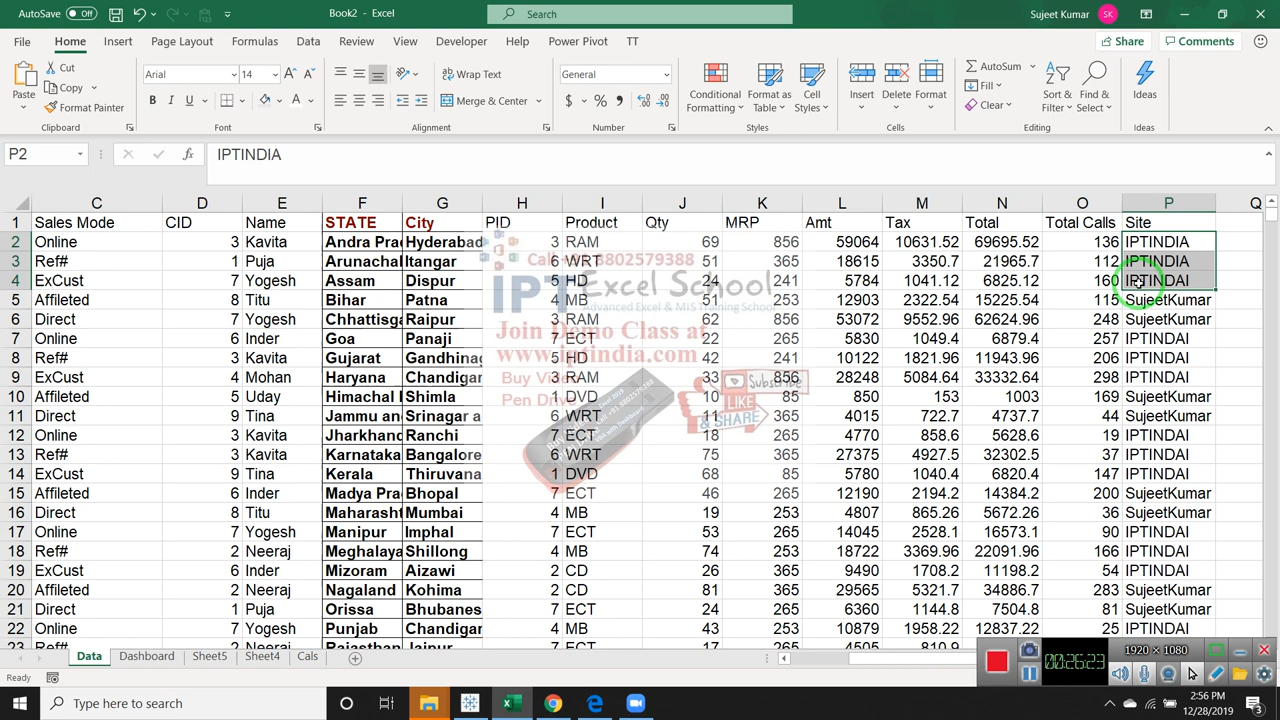 AutoSave Off Book2 - Excel Search Sujeet Kumar SK
File Home Insert Page Layout Formulas Data Review View Developer Help Power Pivot TT Share Comments
Paste Cut Copy Format Painter Clipboard
Arial 14 B I U Font
Wrap Text Merge & Center Alignment
General $ % Number
Conditional Formatting Format as Table Cell Styles Styles
Insert Delete Format Cells
AutoSum Fill Clear Sort & Filter Find & Select Editing
Ideas Ideas
P2 fx IPTINDIA
C D E F G H I J K L M N O P Q
1 Sales Mode CID Name STATE City PID Product Qty MRP Amt Tax Total Total Calls Site
2 Online 3 Kavita Andra Prad Hyderabad 3 RAM 69 856 59064 10631.52 69695.52 136 IPTINDIA
3 Ref# 1 Puja Arunachal Itangar 6 WRT 51 365 18615 3350.7 21965.7 112 IPTINDIA
4 ExCust 7 Yogesh Assam Dispur 5 HD 24 241 5784 1041.12 6825.12 160 IPTINDAI
5 Affileted 8 Titu Bihar Patna 4 MB 51 253 12903 2322.54 15225.54 115 SujeetKumar
6 Direct 7 Yogesh Chhattisga Raipur 3 RAM 62 856 53072 9552.96 62624.96 248 SujeetKumar
7 Online 6 Inder Goa Panaji 7 ECT 22 265 5830 1049.4 6879.4 257 IPTINDAI
8 Ref# 3 Kavita Gujarat Gandhinag 5 HD 42 241 10122 1821.96 11943.96 206 IPTINDAI
9 ExCust 4 Mohan Haryana Chandigar 3 RAM 33 856 28248 5084.64 33332.64 298 IPTINDAI
10 Affileted 5 Uday Himachal Shimla 1 DVD 10 85 850 153 1003 169 SujeetKumar
11 Direct 9 Tina Jammu an Srinagar a 6 WRT 11 365 4015 722.7 4737.7 44 SujeetKumar
12 Online 3 Kavita Jharkhand Ranchi 7 ECT 18 265 4770 858.6 5628.6 19 IPTINDAI
13 Ref# 3 Kavita Karnataka Bangalore 6 WRT 75 365 27375 4927.5 32302.5 37 IPTINDAI
14 ExCust 9 Tina Kerala Thiruvana 1 DVD 68 85 5780 1040.4 6820.4 147 IPTINDAI
15 Affileted 6 Inder Madya Pra Bhopal 7 ECT 46 265 12190 2194.2 14384.2 200 SujeetKumar
16 Direct 8 Titu Maharasht Mumbai 4 MB 19 253 4807 865.26 5672.26 36 SujeetKumar
17 Online 7 Yogesh Manipur Imphal 7 ECT 53 265 14045 2528.1 16573.1 90 IPTINDAI
18 Ref# 2 Neeraj Meghalaya Shillong 4 MB 74 253 18722 3369.96 22091.96 166 IPTINDAI
19 ExCust 6 Inder Mizoram Aizawi 2 CD 26 365 9490 1708.2 11198.2 54 IPTINDAI
20 Affileted 2 Neeraj Nagaland Kohima 2 CD 81 365 29565 5321.7 34886.7 283 SujeetKumar
21 Direct 1 Puja Orissa Bhubanes 7 ECT 24 265 6360 1144.8 7504.8 81 SujeetKumar
22 Online 7 Yogesh Punjab Chandigar 4 MB 43 253 10879 1958.22 12837.22 25 IPTINDAI
Call +91 8802579388
IPT Excel School
Advanced Excel & MIS Training School
Join Demo Class at
www.iptindia.com
Buy Video
Pen Drive
Subscribe
LIKE
& SHARE
Data Dashboard Sheet5 Sheet4 Cals
Ready
1920 × 1080
00:26:23
Type here to search
2:56 PM
12/28/2019
3